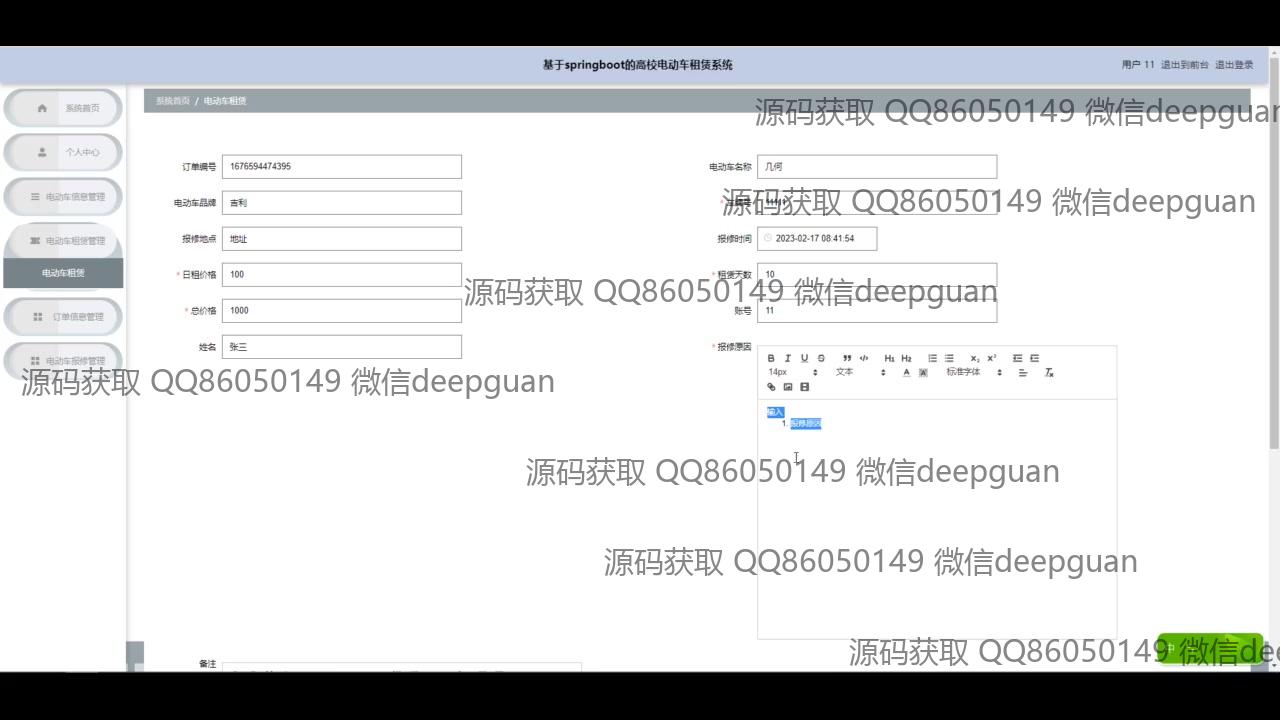 基于springboot的高校电动车租赁系统
用户 11 退出到前台 退出登录
系统首页
个人中心
电动车信息管理
电动车租赁管理
电动车租赁
订单信息管理
电动车报修管理
系统首页 / 电动车租赁
源码获取 QQ86050149 微信deepguan
订单编号 1676594474395
电动车名称 几何
电动车品牌 吉利
源码获取 QQ86050149 微信deepguan
报修地点 地址
报修时间 2023-02-17 08:41:54
* 日租价格 100
* 租赁天数 10
源码获取 QQ86050149 微信deepguan
* 总价格 1000
账号 11
姓名 张三
* 报修原因
B I U S H1 H2 x₂ x²
14px 文本 A A 标准字体 Tx
源码获取 QQ86050149 微信deepguan
输入
1. 报修原因
源码获取 QQ86050149 微信deepguan
源码获取 QQ86050149 微信deepguan
源码获取 QQ86050149 微信dee
备注